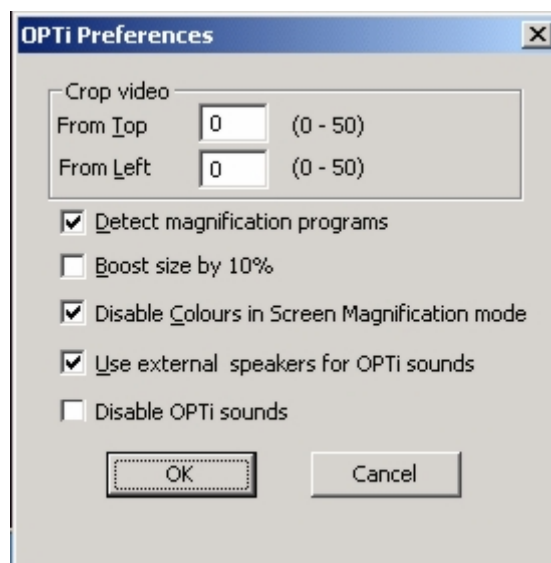 OPTi Preferences
Crop video
From Top 0 (0 - 50)
From Left 0 (0 - 50)
Detect magnification programs
Boost size by 10%
Disable Colours in Screen Magnification mode
Use external speakers for OPTi sounds
Disable OPTi sounds
OK Cancel